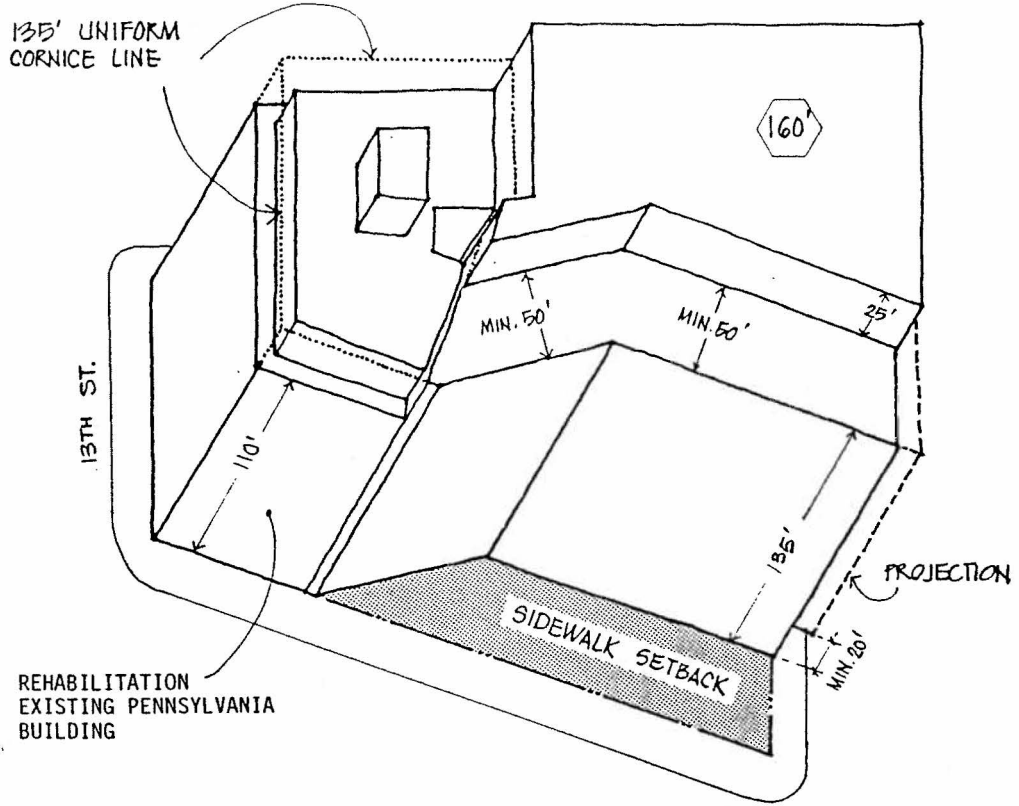 135' UNIFORM
CORNICE LINE
160'
MIN. 50'
MIN. 50'
25'
13TH ST.
110'
135'
PROJECTION
MIN. 20'
SIDEWALK SETBACK
REHABILITATION
EXISTING PENNSYLVANIA
BUILDING